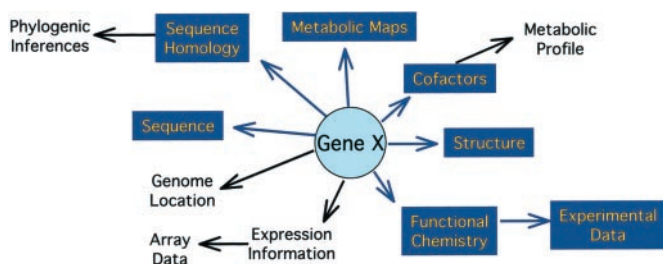 Phylogenic
Inferences
Sequence
Homology
Metabolic Maps
Metabolic
Profile
Cofactors
Sequence
Gene X
Structure
Genome
Location
Functional
Chemistry
Experimental
Data
Array
Data
Expression
Information